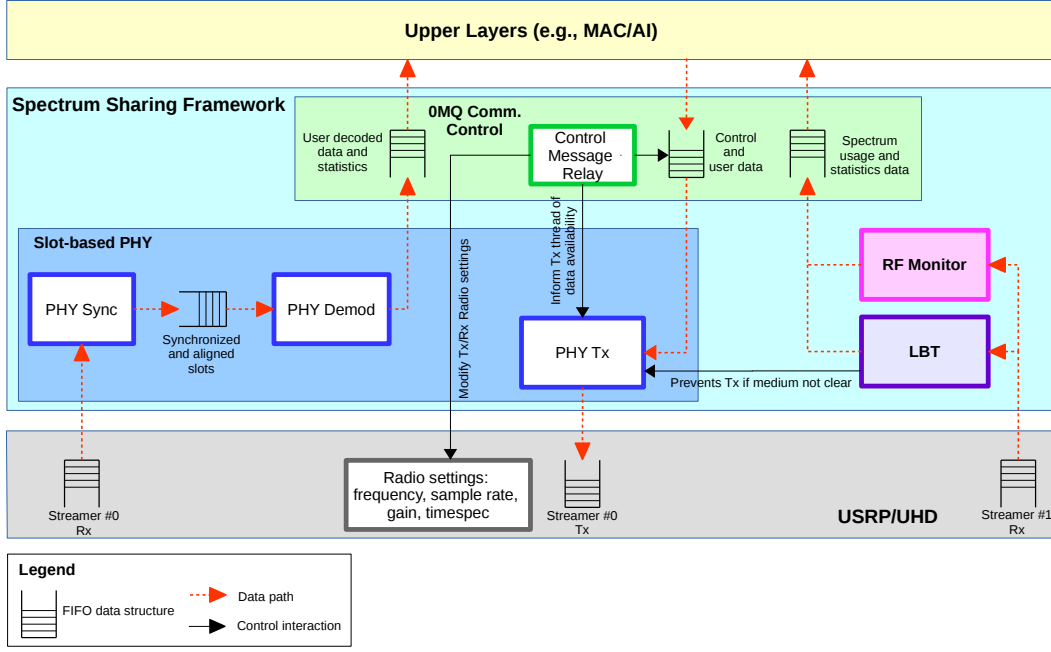 Upper Layers (e.g., MAC/AI)
Spectrum Sharing Framework
0MQ Comm.
Control
User decoded
data and
statistics
Control
Message
Relay
Control
and
user data
Spectrum
usage and
statistics data
Slot-based PHY
PHY Sync
Synchronized
and aligned
slots
PHY Demod
Modify Tx/Rx Radio settings
Inform Tx thread of
data availability
PHY Tx
RF Monitor
LBT
Prevents Tx if medium not clear
Streamer #0
Rx
Radio settings:
frequency, sample rate,
gain, timespec
Streamer #0
Tx
USRP/UHD
Streamer #1
Rx
Legend
FIFO data structure
Data path
Control interaction